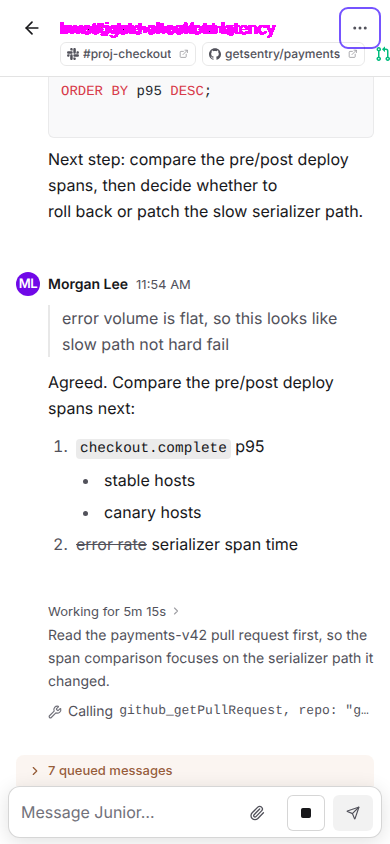 #proj-checkout
getsentry/payments
ORDER BY p95 DESC;
Next step: compare the pre/post deploy
spans, then decide whether to
roll back or patch the slow serializer path.
ML Morgan Lee 11:54 AM
error volume is flat, so this looks like
slow path not hard fail
Agreed. Compare the pre/post deploy
spans next:
1. checkout.complete p95
• stable hosts
• canary hosts
2. error rate serializer span time
Working for 5m 15s
Read the payments-v42 pull request first, so the
span comparison focuses on the serializer path it
changed.
Calling github_getPullRequest, repo: "g…
7 queued messages
Message Junior...